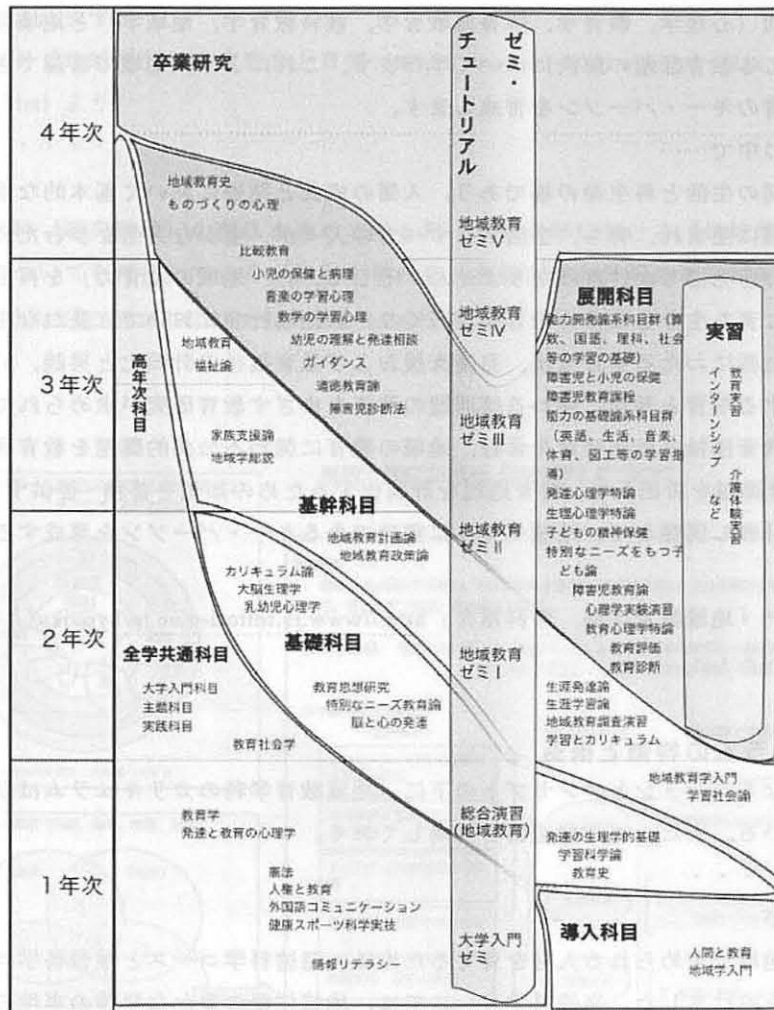 卒業研究
ゼミ・
チュートリアル
4年次
地域教育史
ものづくりの心理
地域教育
ゼミⅤ
比較教育
小児の保健と病理
音楽の学習心理
数学の学習心理
幼児の理解と発達相談
地域教育
福祉論
ガイダンス
道徳教育論
障害児診断法
地域教育
ゼミⅣ
3年次
高年次科目
家族支援論
地域学総説
地域教育
ゼミⅢ
基幹科目
展開科目
能力開発論系科目群(算
数、国語、理科、社会
等の学習の基礎)
障害児と小児の保健
障害児教育課程
能力の基礎論系科目群
(英語、生活、音楽、
体育、図工等の学習指
導)
発達心理学特論
生理心理学特論
子どもの精神保健
特別なニーズをもつ子
ども論
障害児教育論
心理学実験演習
教育心理学特論
教育評価
教育診断
生涯発達論
生涯学習論
地域教育調査演習
学習とカリキュラム
実習
教育実習 介護体験実習
インターンシップ など
地域教育計画論
地域教育政策論
地域教育
ゼミⅡ
カリキュラム論
大脳生理学
乳幼児心理学
2年次
基礎科目
全学共通科目
大学入門科目
主題科目
実践科目
教育思想研究
特別なニーズ教育論
脳と心の発達
地域教育
ゼミⅠ
教育社会学
地域教育学入門
学習社会論
教育学
発達と教育の心理学
総合演習
(地域教育)
発達の生理学的基礎
学習科学論
教育史
1年次
憲法
人権と教育
外国語コミュニケーション
健康スポーツ科学実技
情報リテラシー
大学入門
ゼミ
導入科目
人間と教育
地域学入門